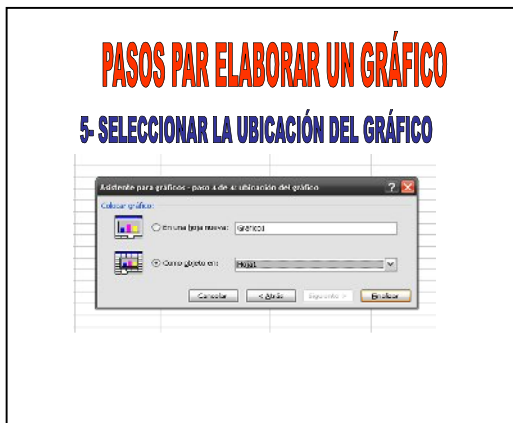 PASOS PAR ELABORAR UN GRÁFICO
5- SELECCIONAR LA UBICACIÓN DEL GRÁFICO
Asistente para gráficos - paso 4 de 4: ubicación del gráfico
Colocar gráfico:
En una hoja nueva: Gráfico1
Como objeto en: Hoja1
Cancelar < Atrás Siguiente > Finalizar